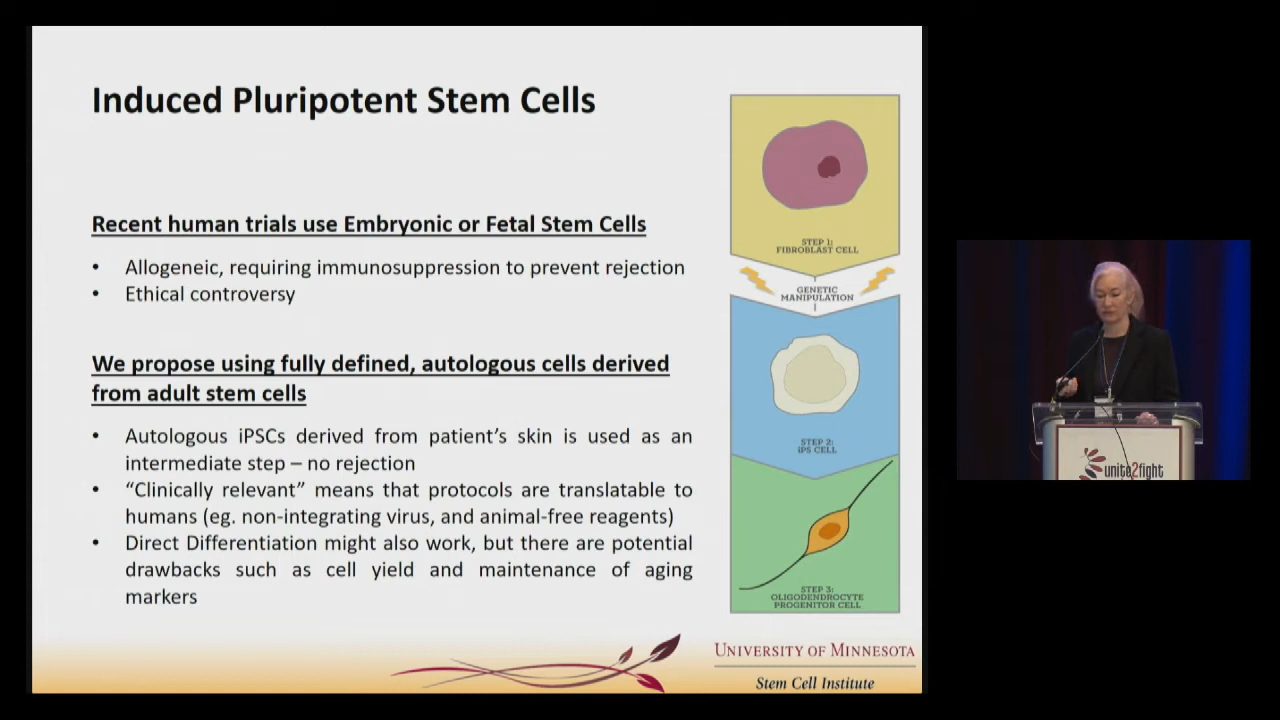 Induced Pluripotent Stem Cells
Recent human trials use Embryonic or Fetal Stem Cells
• Allogeneic, requiring immunosuppression to prevent rejection
• Ethical controversy
We propose using fully defined, autologous cells derived
from adult stem cells
• Autologous iPSCs derived from patient’s skin is used as an
intermediate step – no rejection
• “Clinically relevant” means that protocols are translatable to
humans (eg. non-integrating virus, and animal-free reagents)
• Direct Differentiation might also work, but there are potential
drawbacks such as cell yield and maintenance of aging
markers
STEP 1:
FIBROBLAST CELL
GENETIC
MANIPULATION
STEP 2:
iPS CELL
STEP 3:
OLIGODENDROCYTE
PROGENITOR CELL
UNIVERSITY OF MINNESOTA
Stem Cell Institute
unite2fight